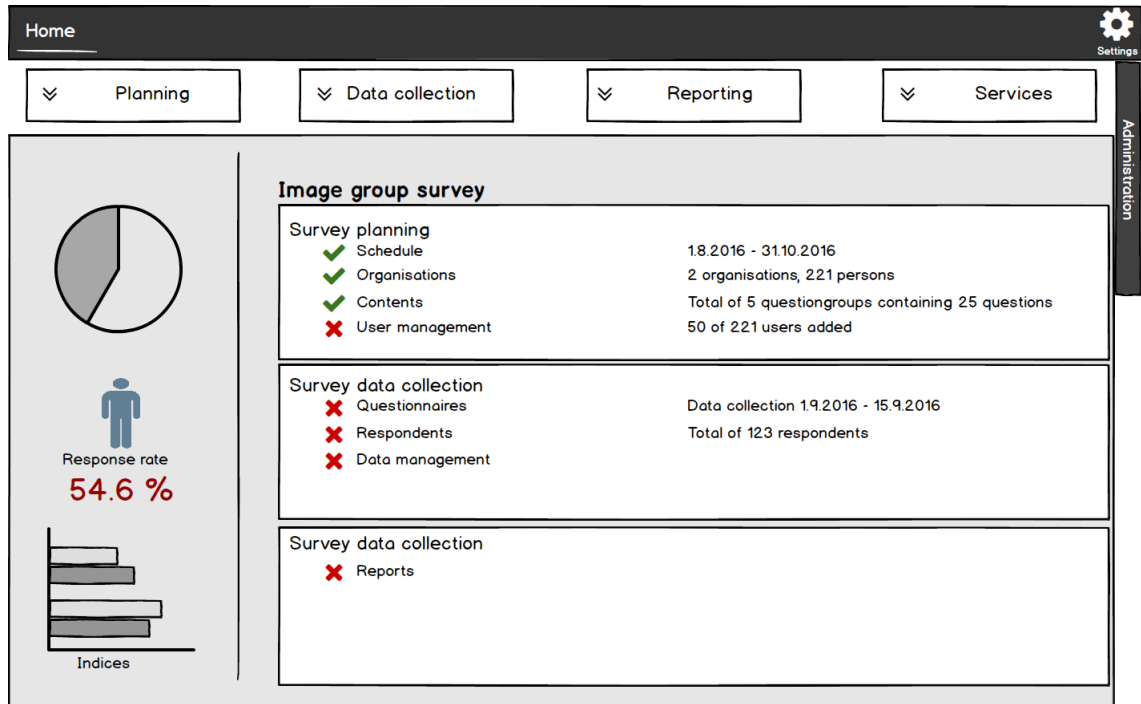 Home
Settings
Planning
Data collection
Reporting
Services
Administration
Image group survey
Survey planning
Schedule 1.8.2016 - 31.10.2016
Organisations 2 organisations, 221 persons
Contents Total of 5 questiongroups containing 25 questions
User management 50 of 221 users added
Survey data collection
Questionnaires Data collection 1.9.2016 - 15.9.2016
Respondents Total of 123 respondents
Data management
Survey data collection
Reports
Response rate
54.6 %
Indices